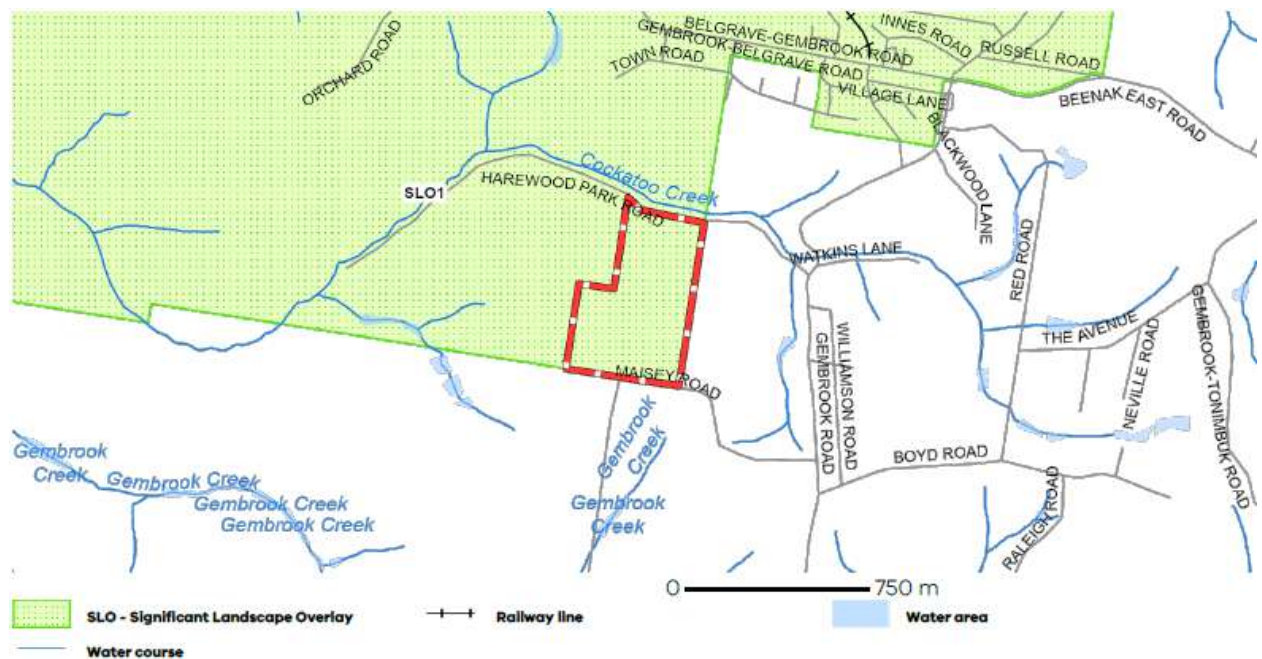 BELGRAVE-GEMBROOK ROAD
INNES ROAD
GEMBROOK-BELGRAVE ROAD
RUSSELL ROAD
TOWN ROAD
ORCHARD ROAD
VILLAGE LANE
BEENAK EAST ROAD
BLACKWOOD LANE
Cockatoo Creek
HAREWOOD PARK ROAD
SLO1
RED ROAD
WATKINS LANE
THE AVENUE
GEMBROOK-TONIMBUK ROAD
WILLIAMSON ROAD
GEMBROOK ROAD
NEVILLE ROAD
MAISEY ROAD
Gembrook
Creek
BOYD ROAD
Gembrook
Creek
Gembrook Creek
Gembrook Creek
Gembrook Creek
Gembrook
Creek
RALEIGH ROAD
0 750 m
SLO - Significant Landscape Overlay
Railway line
Water area
Water course